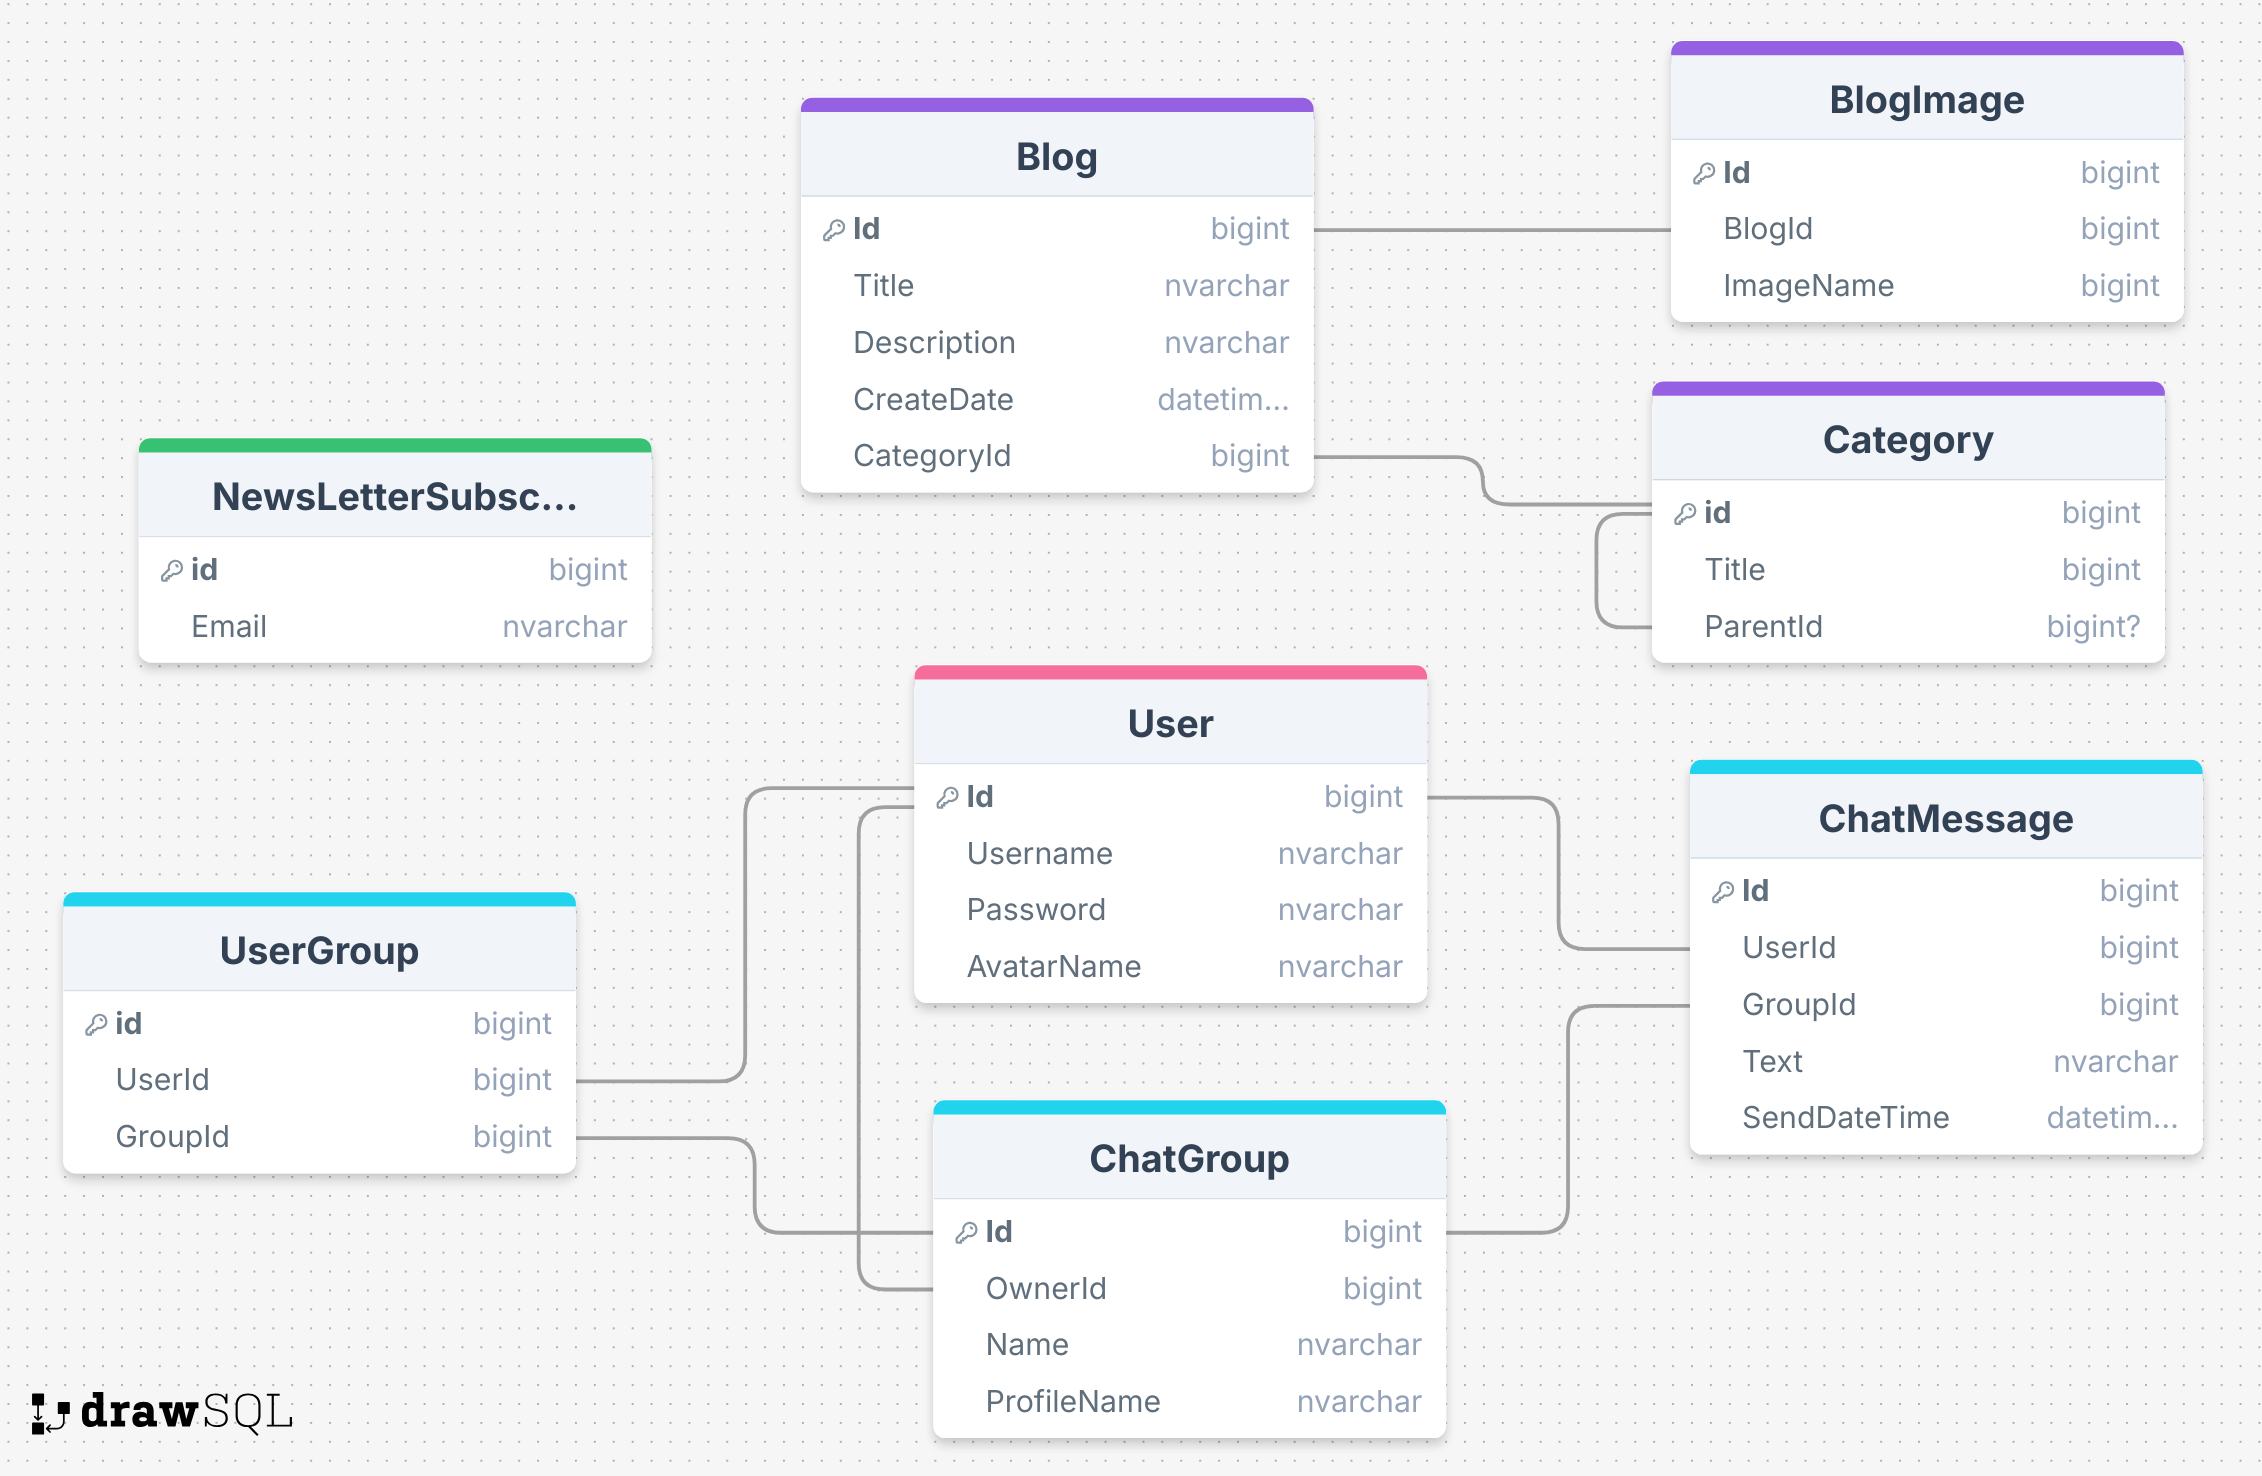 Blog
Id bigint
Title nvarchar
Description nvarchar
CreateDate datetim...
CategoryId bigint
BlogImage
Id bigint
BlogId bigint
ImageName bigint
Category
id bigint
Title bigint
ParentId bigint?
NewsLetterSubsc...
id bigint
Email nvarchar
User
Id bigint
Username nvarchar
Password nvarchar
AvatarName nvarchar
ChatMessage
Id bigint
UserId bigint
GroupId bigint
Text nvarchar
SendDateTime datetim...
UserGroup
id bigint
UserId bigint
GroupId bigint
ChatGroup
Id bigint
OwnerId bigint
Name nvarchar
ProfileName nvarchar
drawSQL